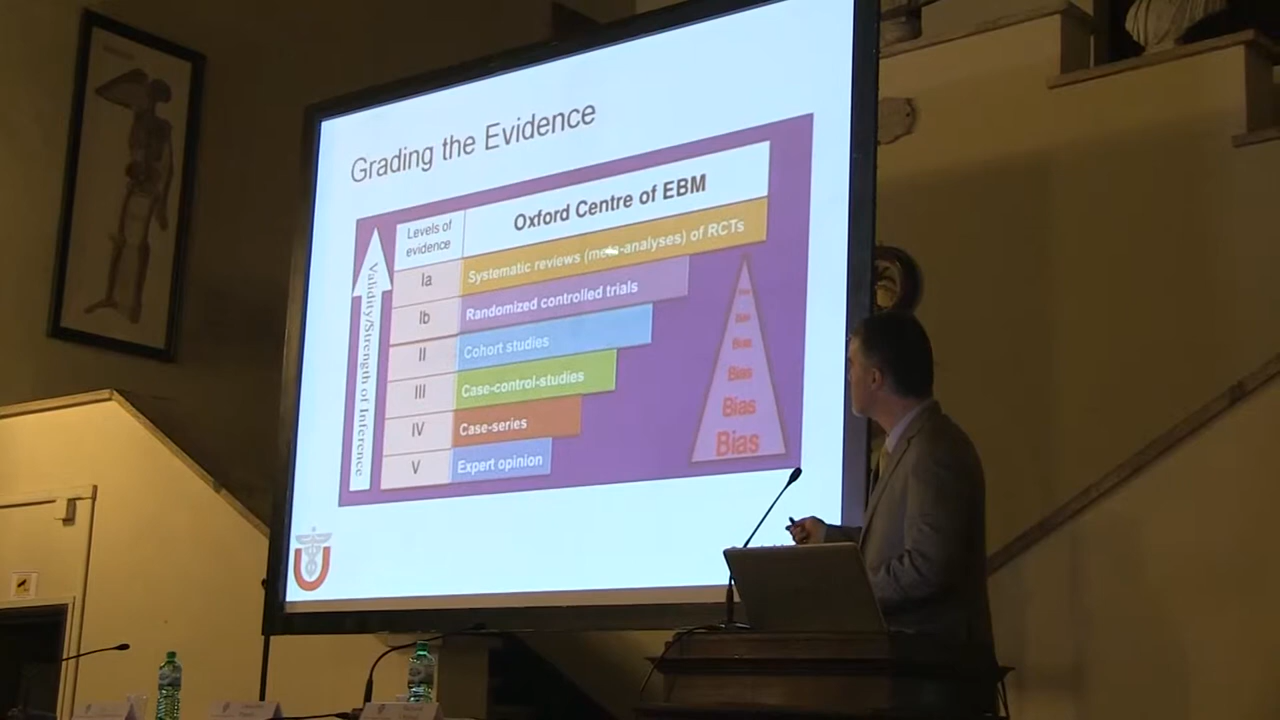 Grading the Evidence
Levels of
evidence
Oxford Centre of EBM
Ia
Systematic reviews (meta-analyses) of RCTs
Ib
Randomized controlled trials
II
Cohort studies
III
Case-control-studies
IV
Case-series
V
Expert opinion
Validity/Strength of Inference
Bias
Bias
Bias
Bias
Bias